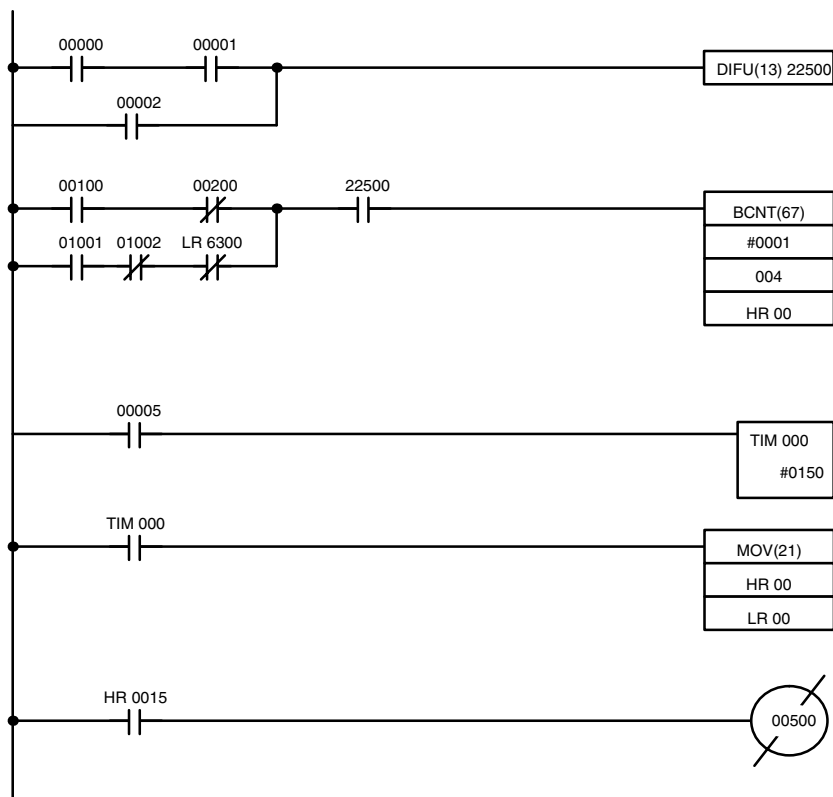 00000 00001
DIFU(13) 22500
00002
00100 00200 22500
BCNT(67)
01001 01002 LR 6300
#0001
004
HR 00
00005
TIM 000
#0150
TIM 000
MOV(21)
HR 00
LR 00
HR 0015
00500